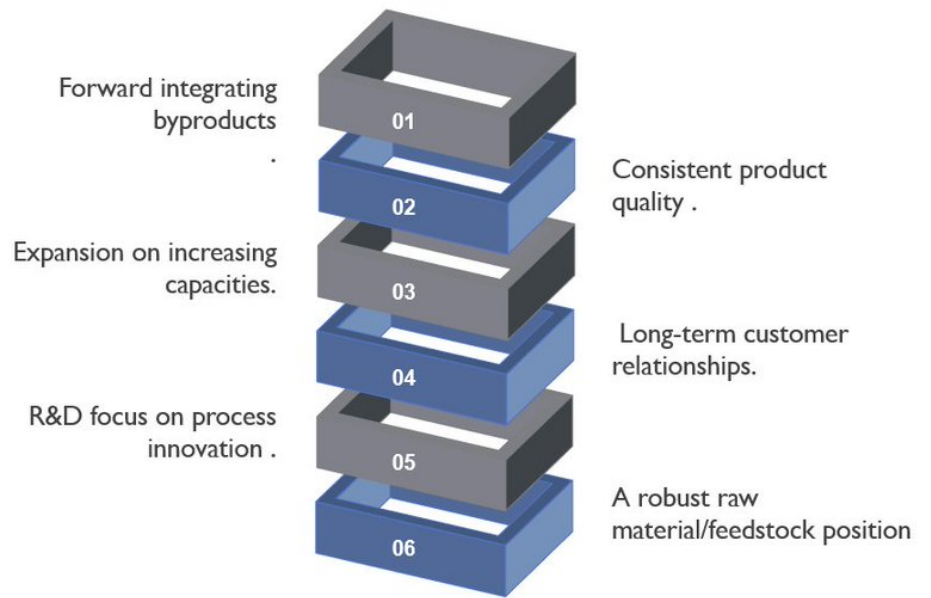 Forward integrating
byproducts
.
01
Consistent product
quality .
02
Expansion on increasing
capacities.
03
Long-term customer
relationships.
04
R&D focus on process
innovation .
05
A robust raw
material/feedstock position
06